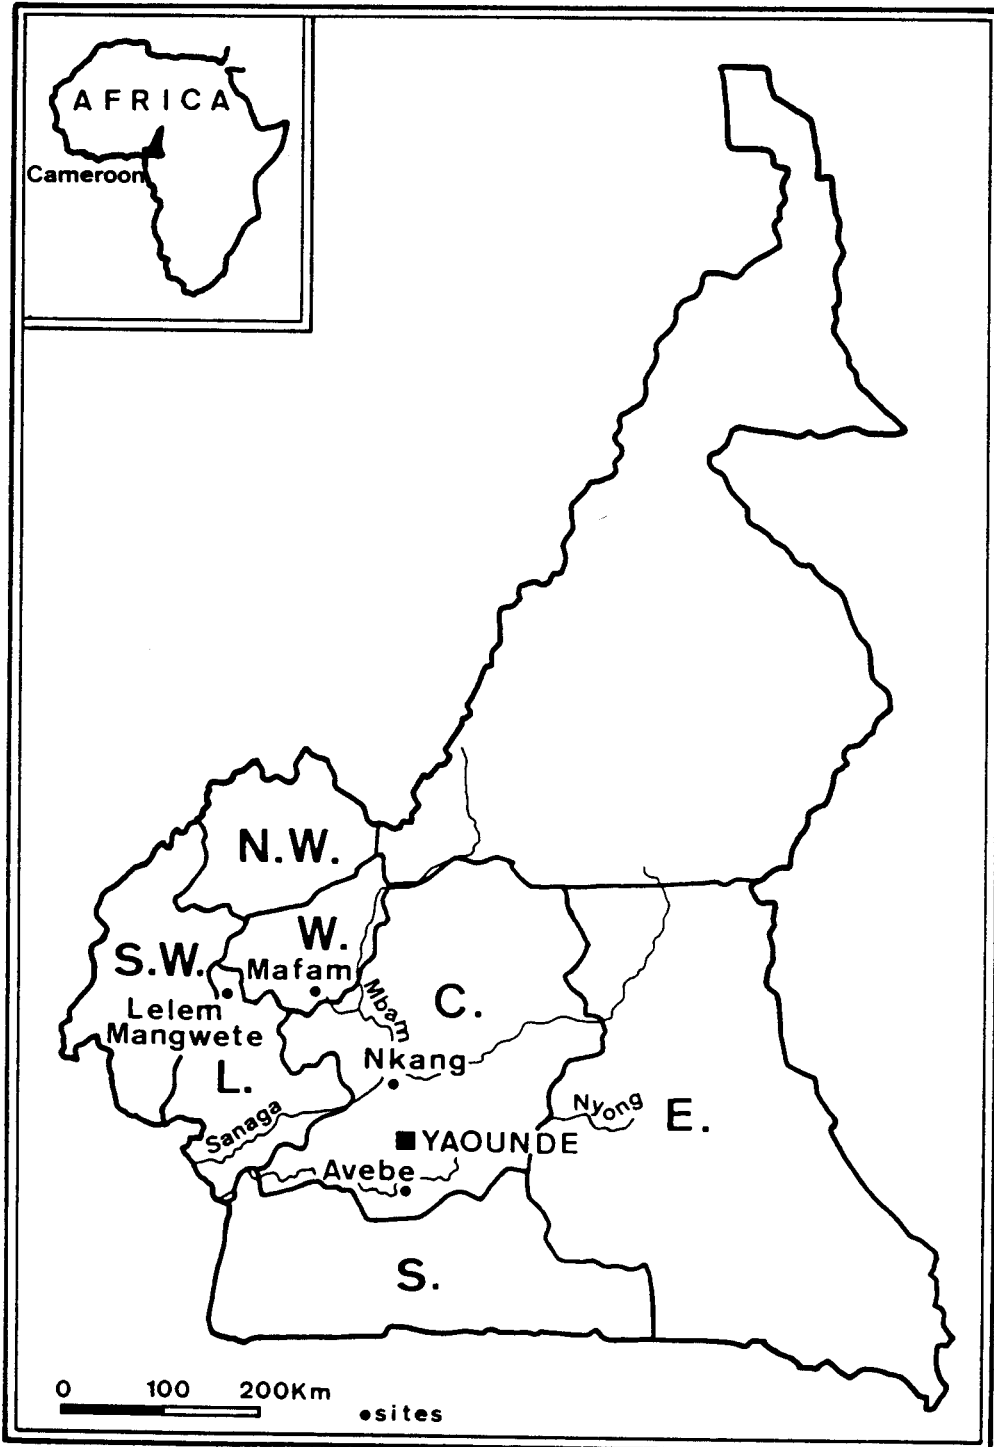 AFRICA
Cameroon
N.W.
W.
S.W.
Mafam
Mbam
C.
Lelem
Mangwete
Nkang
L.
Sanaga
Nyong
E.
YAOUNDE
Avebe
S.
0 100 200Km
sites